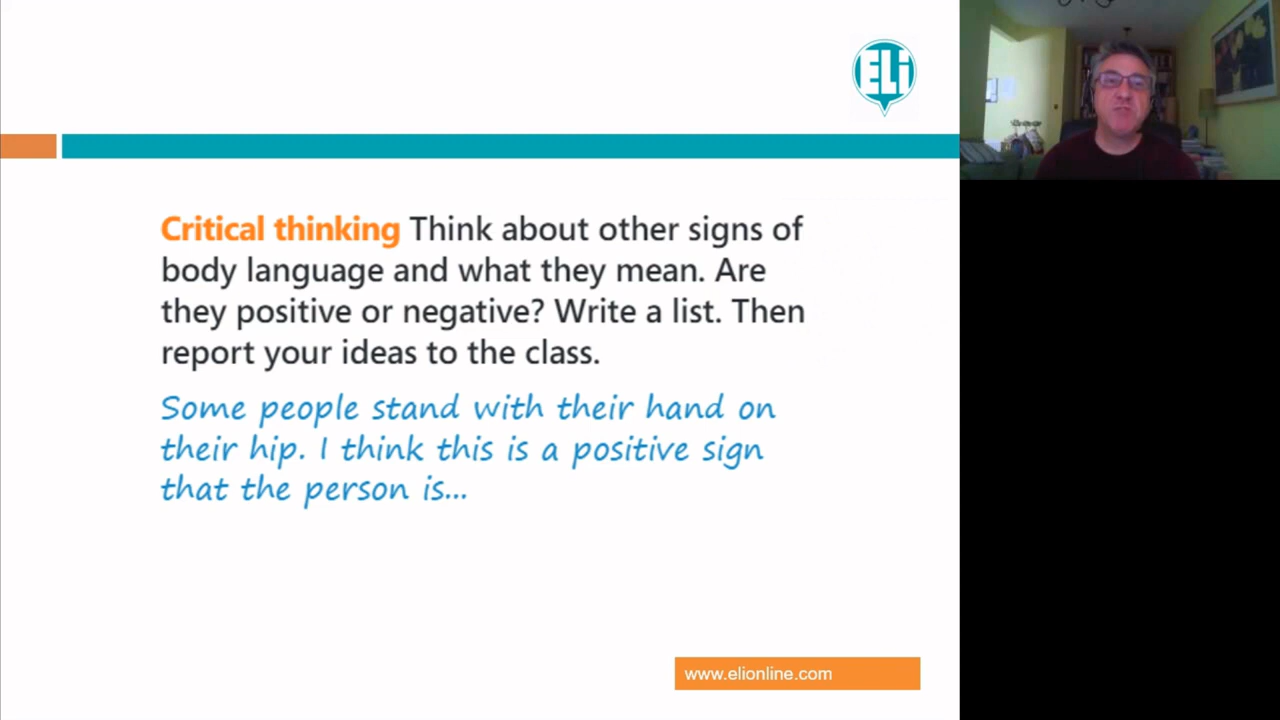 ELi
Critical thinking Think about other signs of
body language and what they mean. Are
they positive or negative? Write a list. Then
report your ideas to the class.
Some people stand with their hand on
their hip. I think this is a positive sign
that the person is...
www.elionline.com